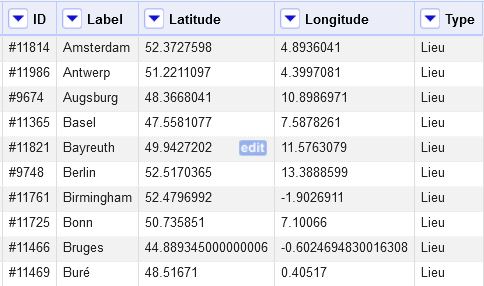 ID Label Latitude Longitude Type
#11814 Amsterdam 52.3727598 4.8936041 Lieu
#11986 Antwerp 51.2211097 4.3997081 Lieu
#9674 Augsburg 48.3668041 10.8986971 Lieu
#11365 Basel 47.5581077 7.5878261 Lieu
#11821 Bayreuth 49.9427202 edit 11.5763079 Lieu
#9748 Berlin 52.5170365 13.3888599 Lieu
#11761 Birmingham 52.4796992 -1.9026911 Lieu
#11725 Bonn 50.735851 7.10066 Lieu
#11466 Bruges 44.889345000000006 -0.6024694830016308 Lieu
#11469 Buré 48.51671 0.40517 Lieu